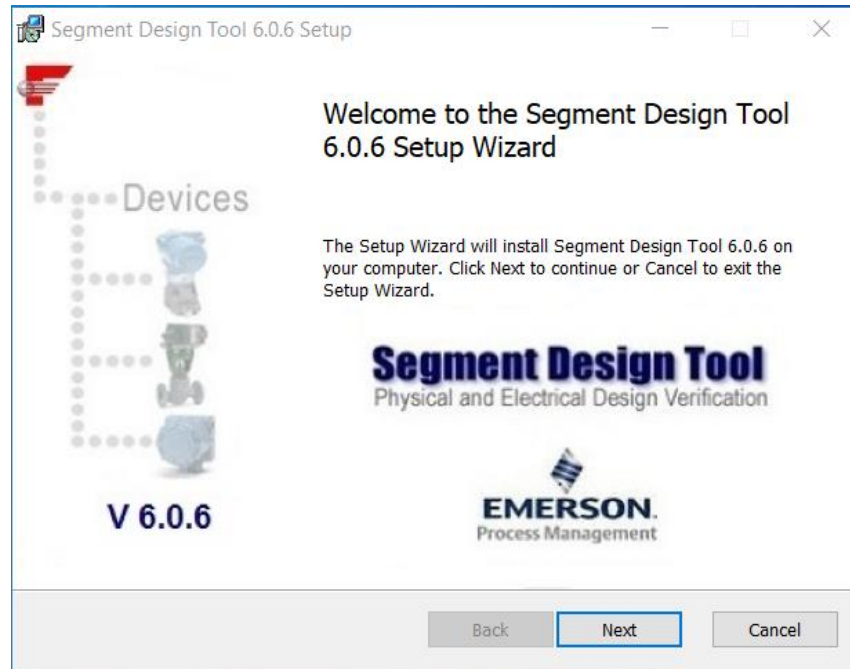 Segment Design Tool 6.0.6 Setup
Welcome to the Segment Design Tool
6.0.6 Setup Wizard
Devices
The Setup Wizard will install Segment Design Tool 6.0.6 on
your computer. Click Next to continue or Cancel to exit the
Setup Wizard.
Segment Design Tool
Physical and Electrical Design Verification
V 6.0.6
EMERSON.
Process Management
Back
Next
Cancel